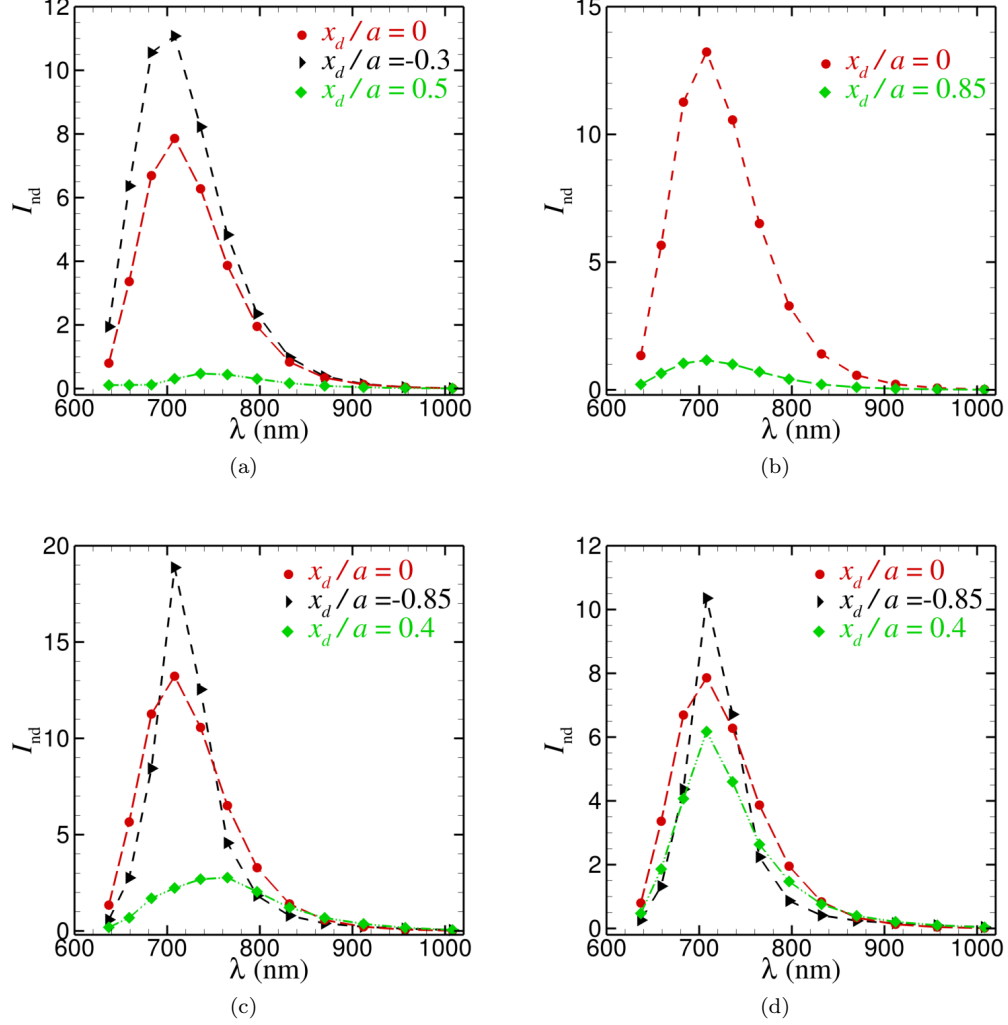 12
10
8
6
4
2
0
I_nd
x_d/a = 0
x_d/a =-0.3
x_d/a = 0.5
600 700 800 900 1000
λ (nm)
(a)
15
10
5
0
I_nd
x_d/a = 0
x_d/a = 0.85
600 700 800 900 1000
λ (nm)
(b)
20
15
10
5
0
I_nd
x_d/a = 0
x_d/a =-0.85
x_d/a = 0.4
600 700 800 900 1000
λ (nm)
(c)
10
8
6
4
2
0
I_nd
x_d/a = 0
x_d/a =-0.85
x_d/a = 0.4
600 700 800 900 1000
λ (nm)
(d)